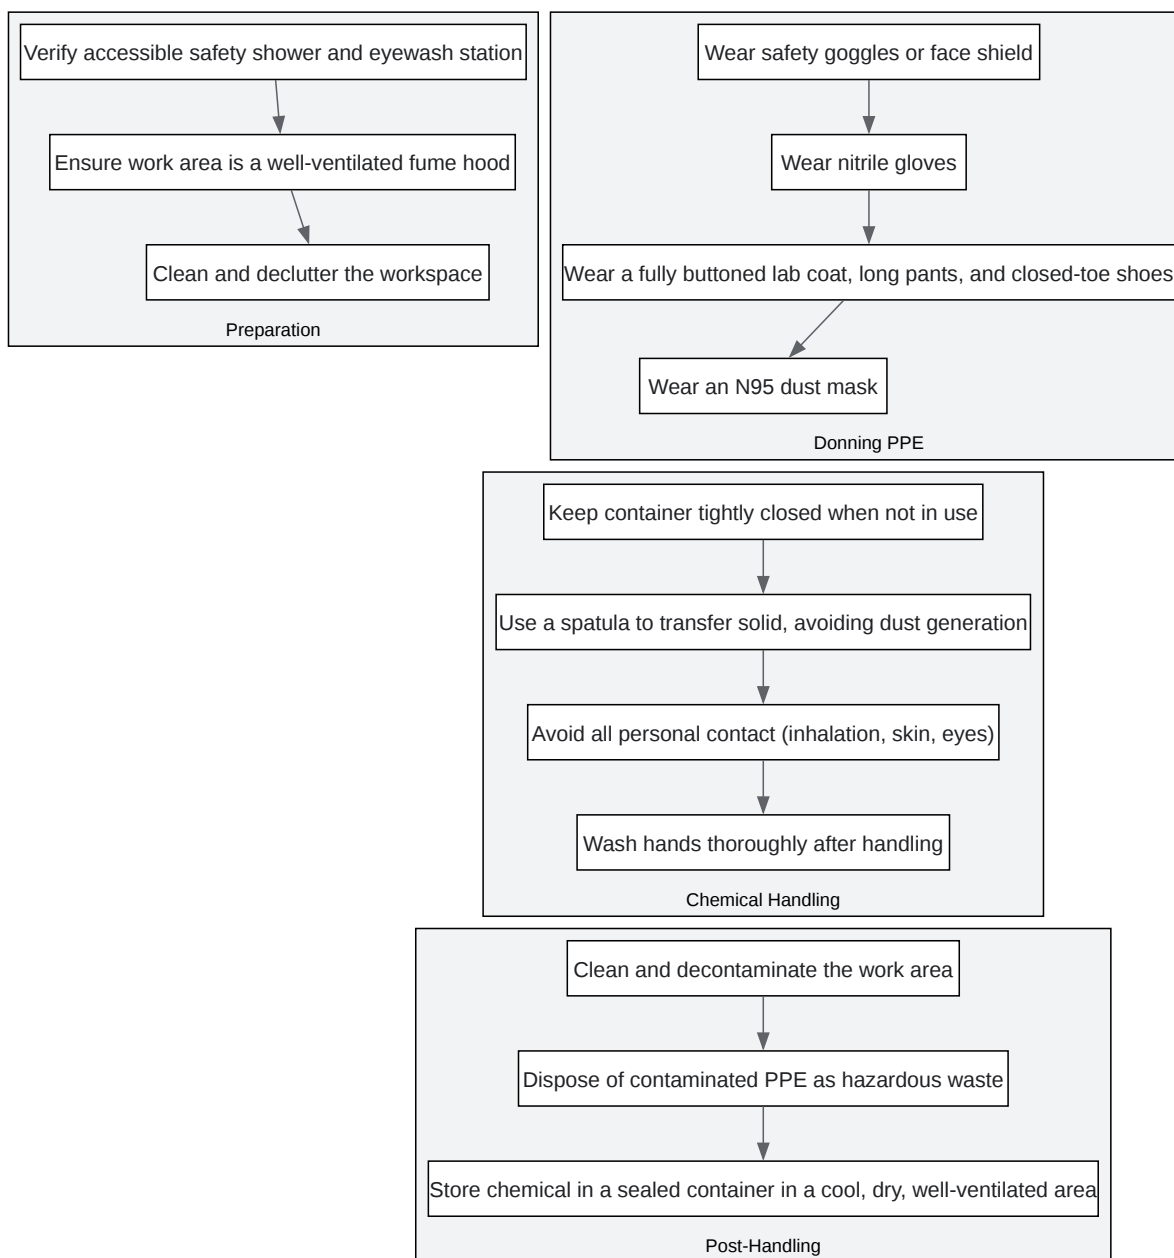 Verify accessible safety shower and eyewash station
Ensure work area is a well-ventilated fume hood
Clean and declutter the workspace
Preparation
Wear safety goggles or face shield
Wear nitrile gloves
Wear a fully buttoned lab coat, long pants, and closed-toe shoes
Wear an N95 dust mask
Donning PPE
Keep container tightly closed when not in use
Use a spatula to transfer solid, avoiding dust generation
Avoid all personal contact (inhalation, skin, eyes)
Wash hands thoroughly after handling
Chemical Handling
Clean and decontaminate the work area
Dispose of contaminated PPE as hazardous waste
Store chemical in a sealed container in a cool, dry, well-ventilated area
Post-Handling